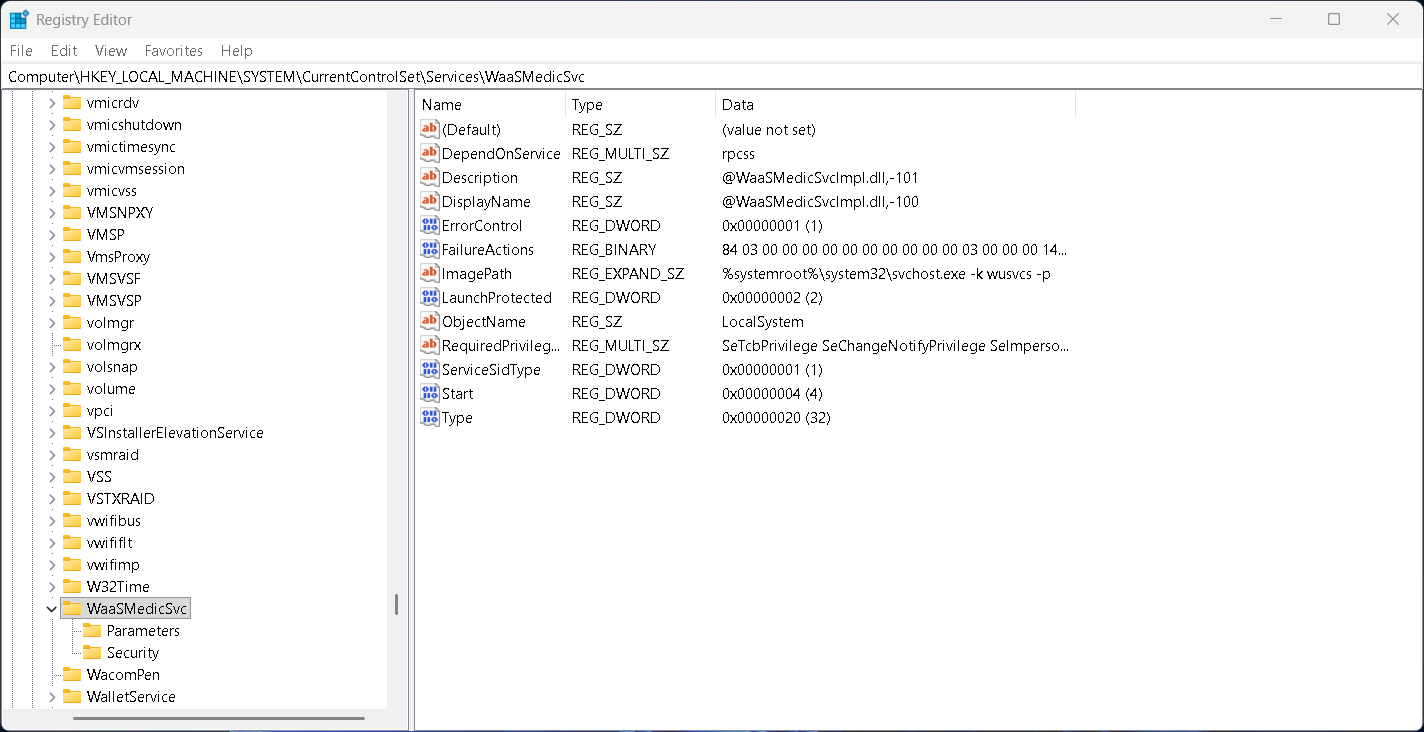 Registry Editor
File Edit View Favorites Help
Computer\HKEY_LOCAL_MACHINE\SYSTEM\CurrentControlSet\Services\WaaSMedicSvc
vmicrdv
vmicshutdown
vmictimesync
vmicvmsession
vmicvss
VMSNPXY
VMSP
VmsProxy
VMSVSF
VMSVSP
volmgr
volmgrx
volsnap
volume
vpci
VSInstallerElevationService
vsmraid
VSS
VSTXRAID
vwifibus
vwififlt
vwifimp
W32Time
WaaSMedicSvc
Parameters
Security
WacomPen
WalletService
Name Type Data
(Default) REG_SZ (value not set)
DependOnService REG_MULTI_SZ rpcss
Description REG_SZ @WaaSMedicSvcImpl.dll,-101
DisplayName REG_SZ @WaaSMedicSvcImpl.dll,-100
ErrorControl REG_DWORD 0x00000001 (1)
FailureActions REG_BINARY 84 03 00 00 00 00 00 00 00 00 00 00 03 00 00 00 14...
ImagePath REG_EXPAND_SZ %systemroot%\system32\svchost.exe -k wusvcs -p
LaunchProtected REG_DWORD 0x00000002 (2)
ObjectName REG_SZ LocalSystem
RequiredPrivileg... REG_MULTI_SZ SeTcbPrivilege SeChangeNotifyPrivilege SeImperso...
ServiceSidType REG_DWORD 0x00000001 (1)
Start REG_DWORD 0x00000004 (4)
Type REG_DWORD 0x00000020 (32)